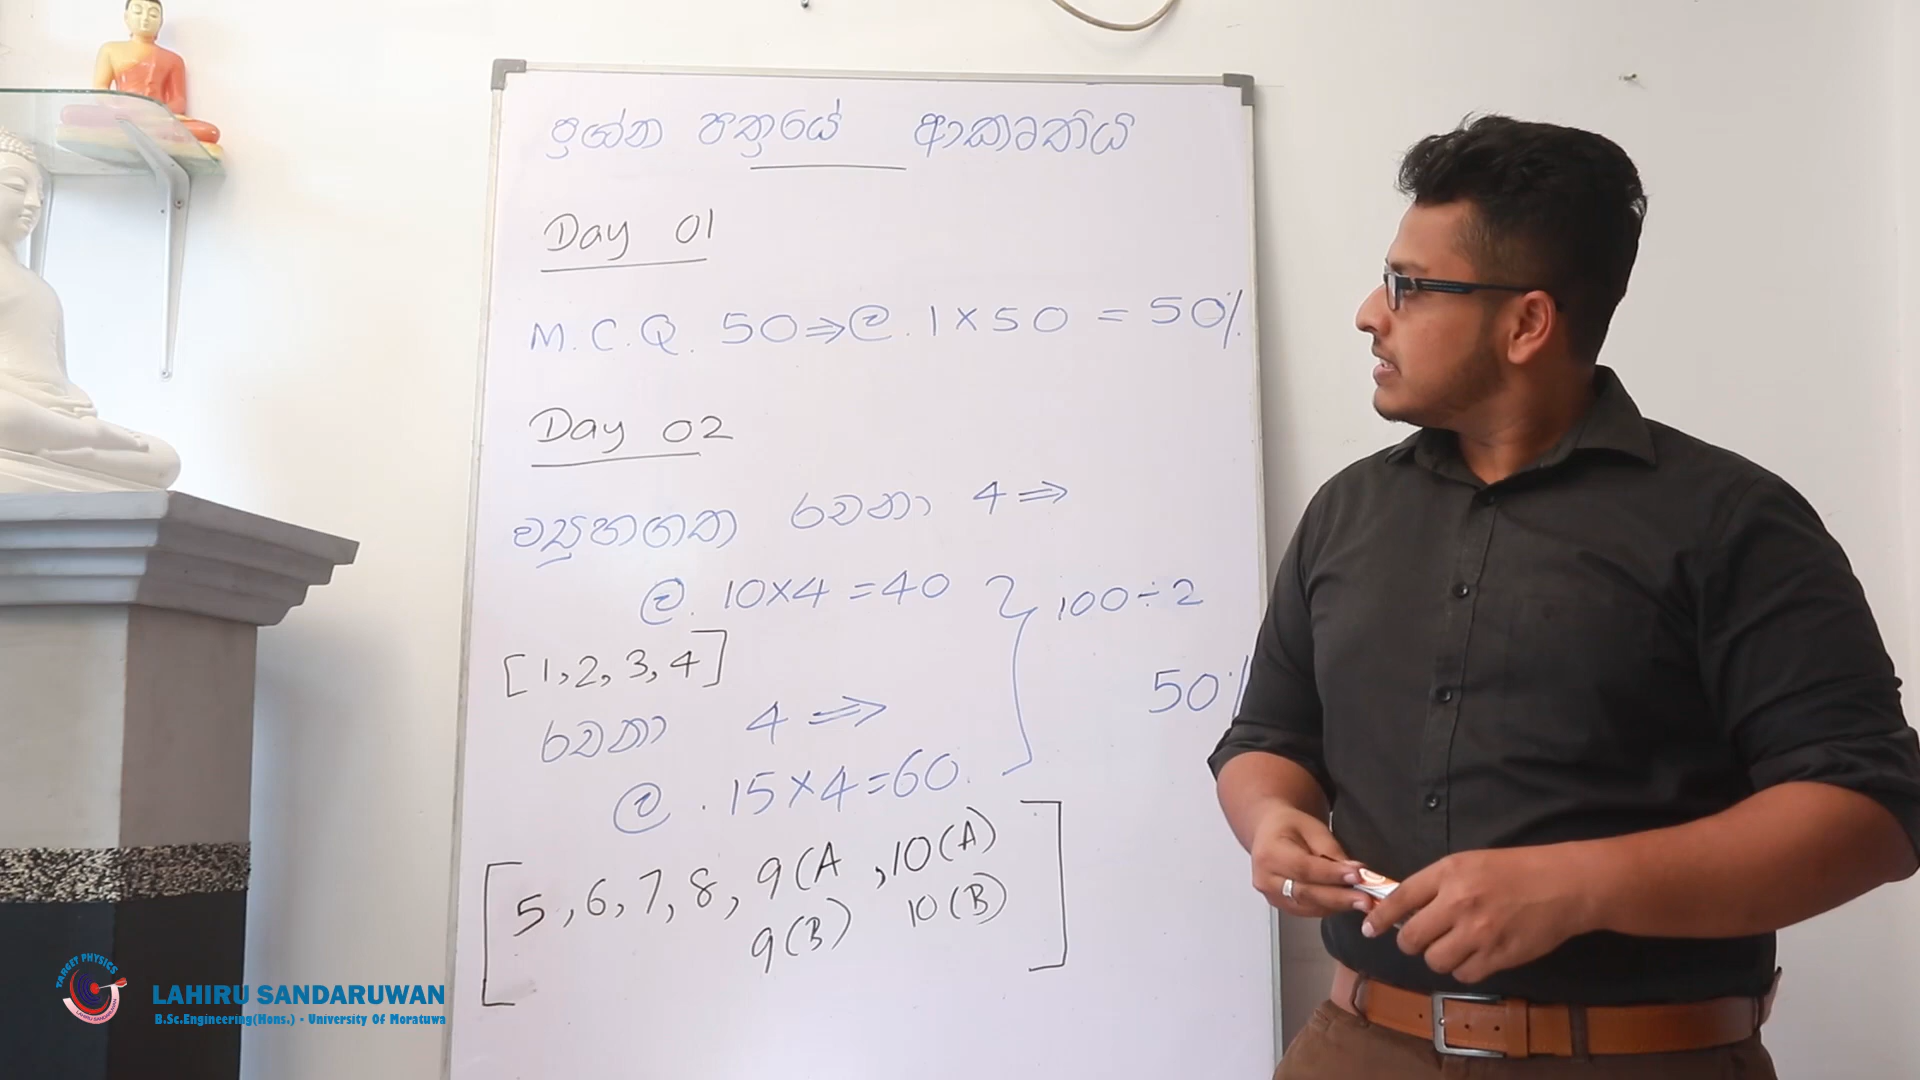 ප්‍රශ්න පත්‍රයේ ආකෘතිය
Day 01
M.C.Q. 50 ⇒ ල. 1 × 50 = 50%
Day 02
ව්‍යුහගත රචනා 4 ⇒
ල. 10×4 = 40
100 ÷ 2
50%
[1, 2, 3, 4]
රචනා 4 ⇒
ල. 15×4 = 60
[5, 6, 7, 8, 9(A, 10(A)
9(B) 10(B)]
TARGET PHYSICS
LAHIRU SANDARUWAN
LAHIRU SANDARUWAN
B.Sc.Engineering(Hons.) - University Of Moratuwa